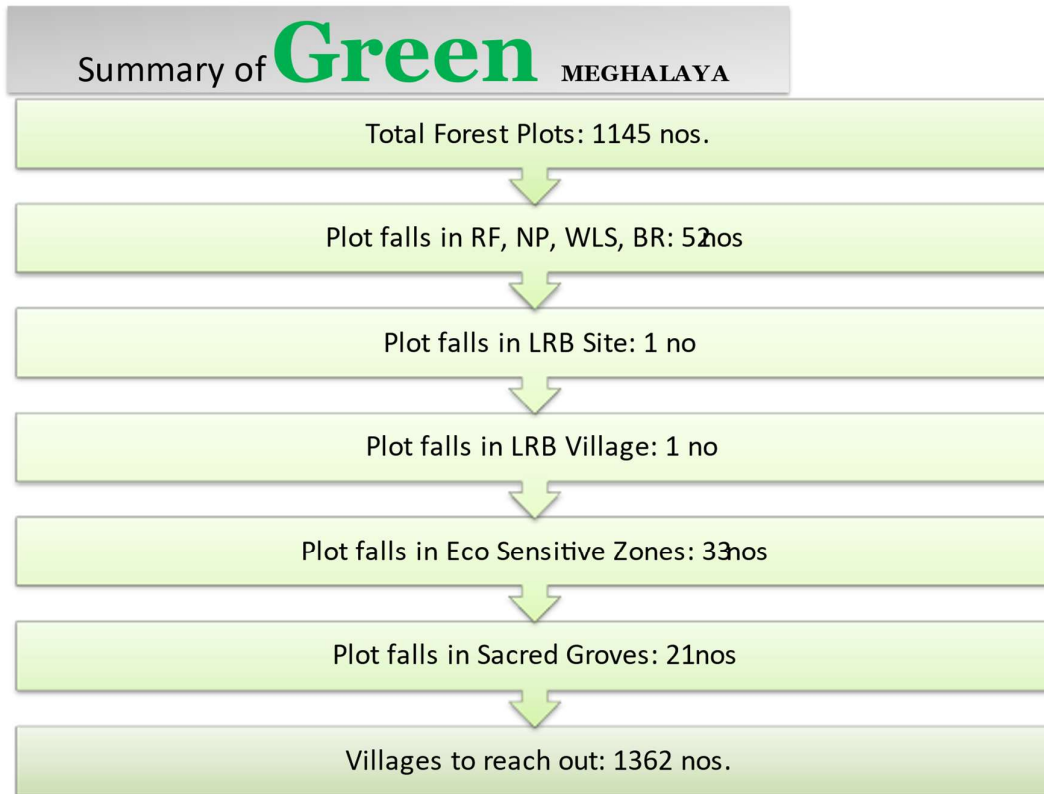 Summary of Green MEGHALAYA
Total Forest Plots: 1145 nos.
Plot falls in RF, NP, WLS, BR: 52nos
Plot falls in LRB Site: 1 no
Plot falls in LRB Village: 1 no
Plot falls in Eco Sensitive Zones: 33nos
Plot falls in Sacred Groves: 21nos
Villages to reach out: 1362 nos.